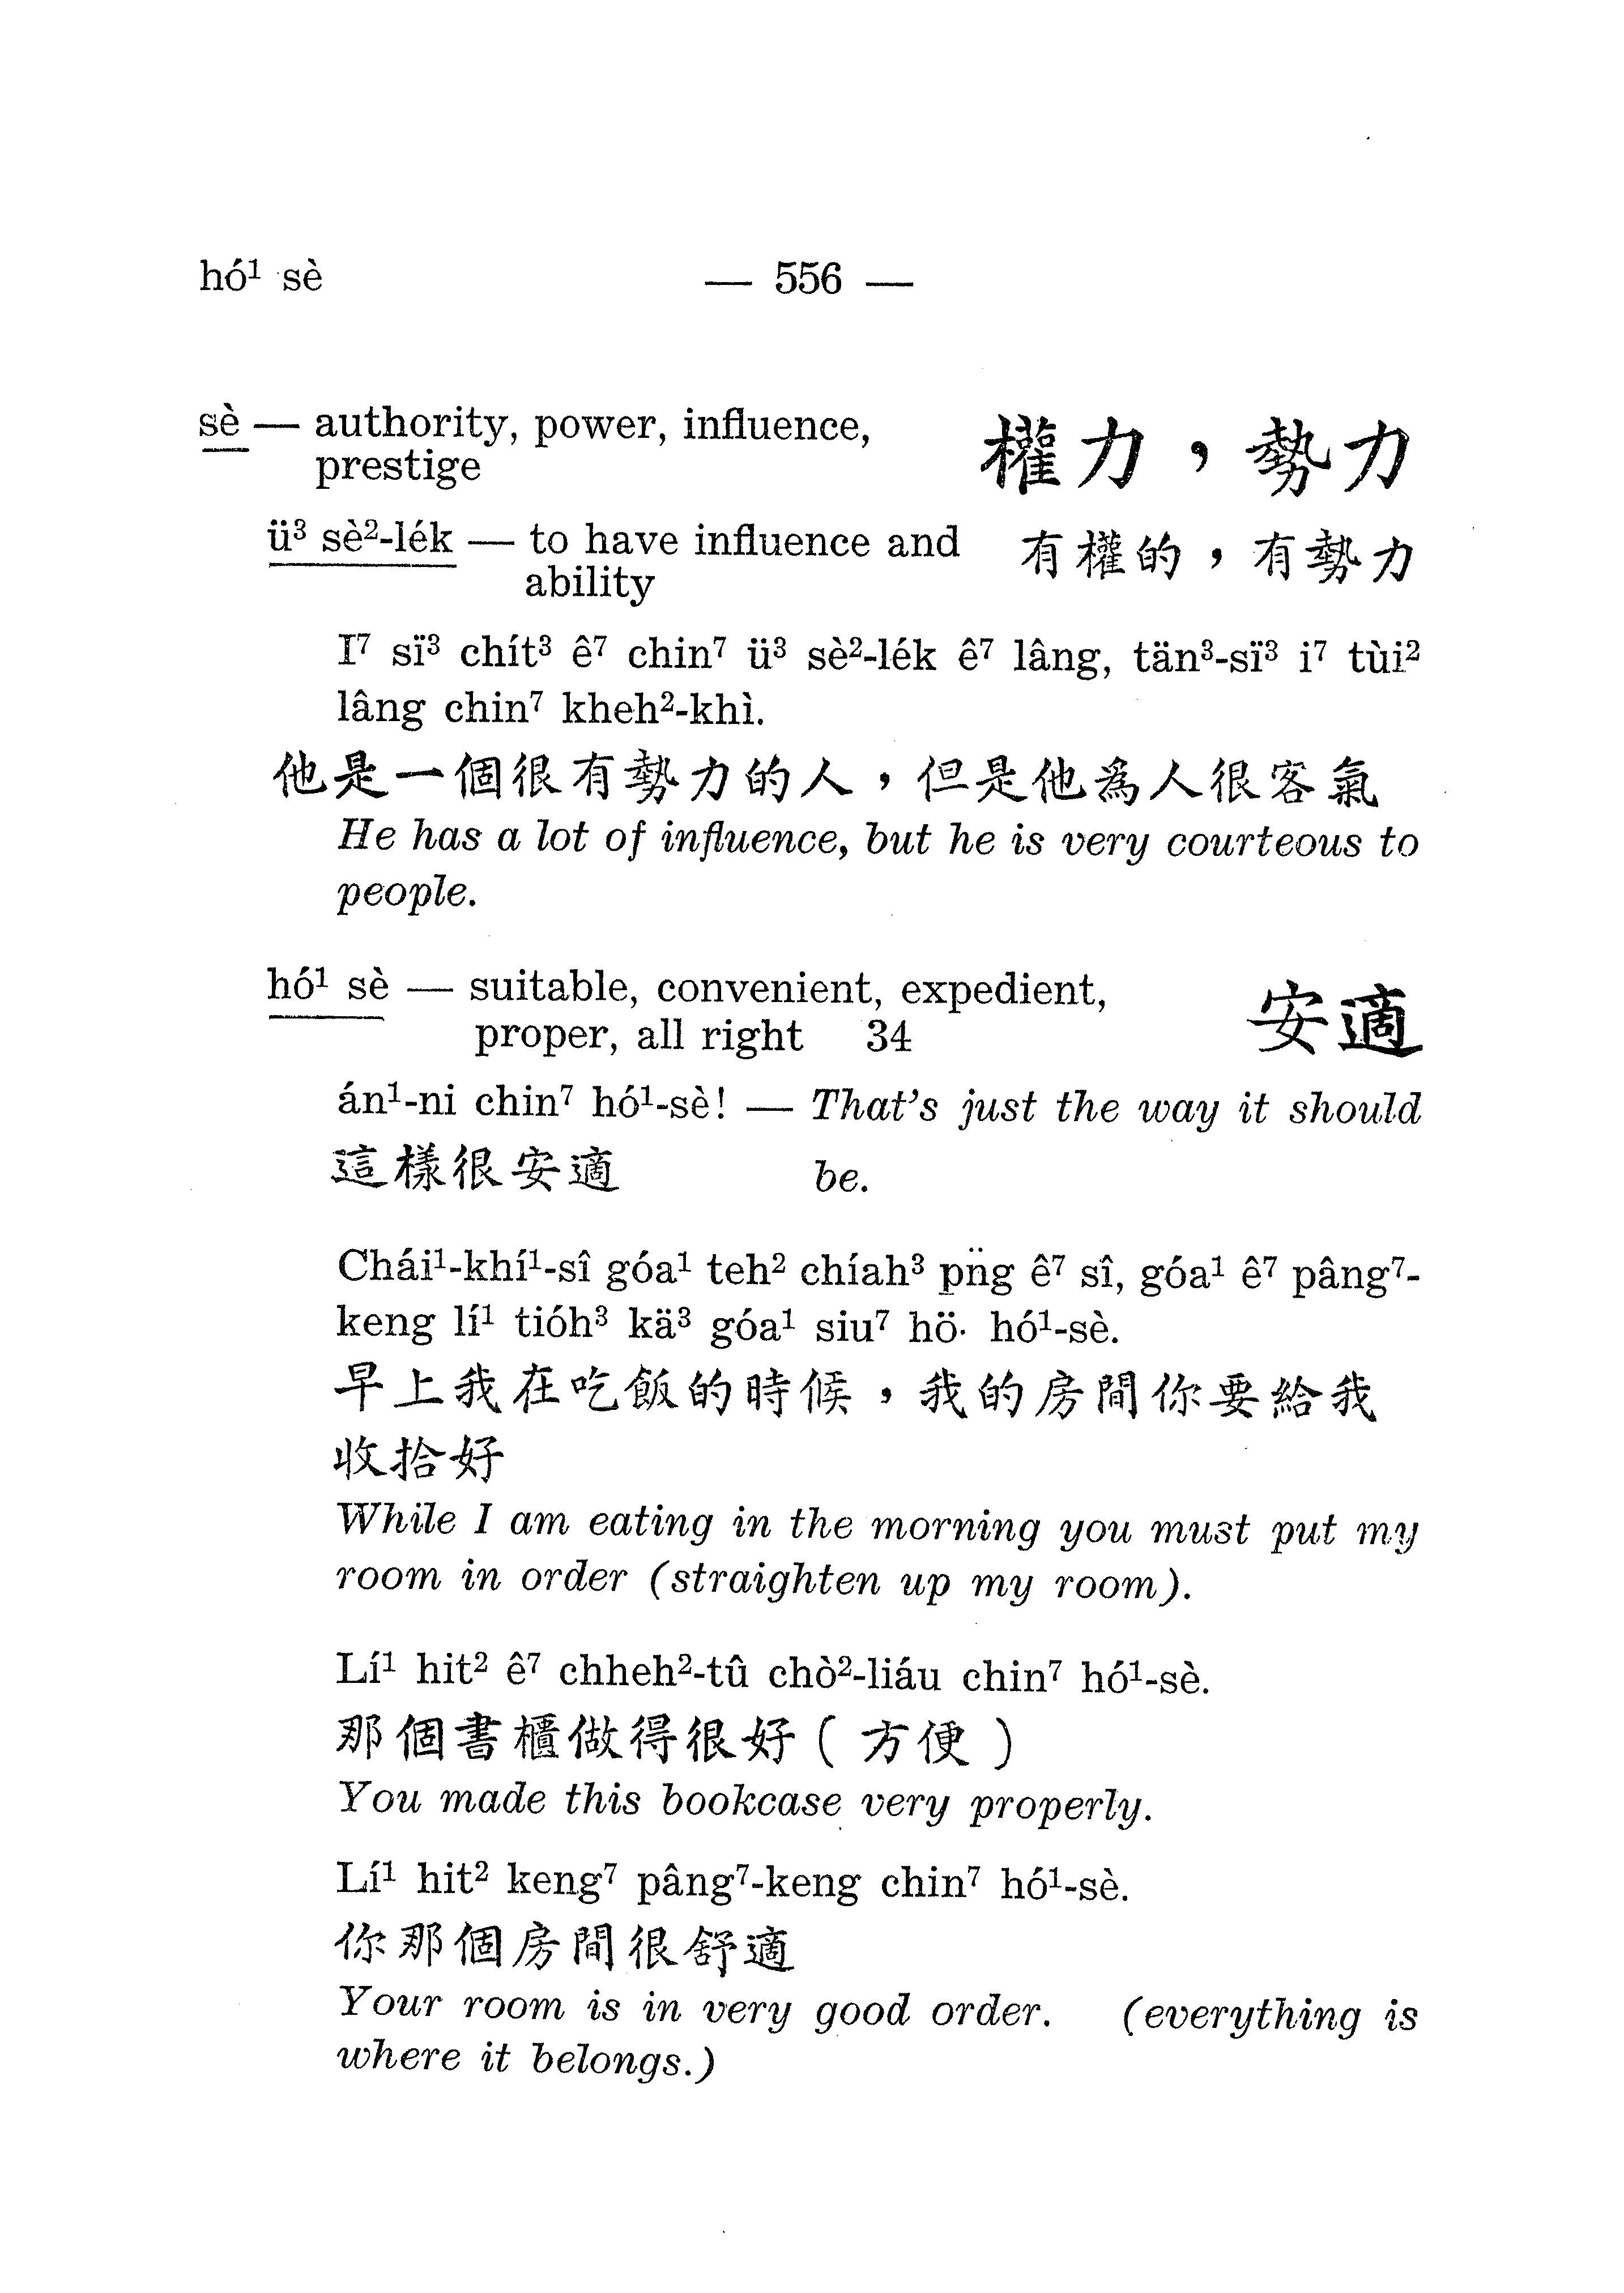 hó¹ sè — 556 —
sè — authority, power, influence, 權力，勢力
prestige
ü³ sè²-lék — to have influence and 有權的，有勢力
ability
I⁷ sï³ chít³ ê⁷ chin⁷ ü³ sè²-lék ê⁷ lâng, tän³-sï³ i⁷ tùi²
lâng chin⁷ kheh²-khì.
他是一個很有勢力的人，但是他為人很客氣
He has a lot of influence, but he is very courteous to
people.
hó¹ sè — suitable, convenient, expedient, 安適
proper, all right 34
án¹-ni chin⁷ hó¹-sè! — That's just the way it should
這樣很安適 be.
Chái¹-khí¹-sî góa¹ teh² chíah³ pn̈g ê⁷ sî, góa¹ ê⁷ pâng⁷-
keng lí¹ tióh³ kä³ góa¹ siu⁷ hö· hó¹-sè.
早上我在吃飯的時候，我的房間你要給我
收拾好
While I am eating in the morning you must put my
room in order (straighten up my room).
Lí¹ hit² ê⁷ chheh²-tû chò²-liáu chin⁷ hó¹-sè.
那個書櫃做得很好(方便)
You made this bookcase very properly.
Lí¹ hit² keng⁷ pâng⁷-keng chin⁷ hó¹-sè.
你那個房間很舒適
Your room is in very good order. (everything is
where it belongs.)